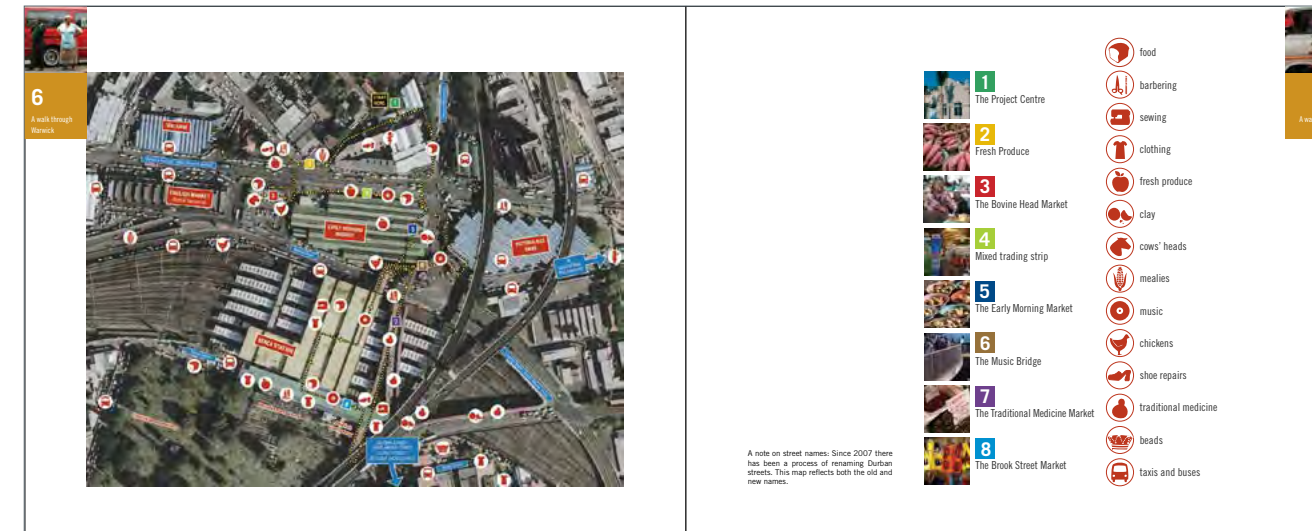 6
A walk through
Warwick
START
HERE
1
ENGLISH MARKET
EARLY MORNING
MARKET
VICTORIA BUS
RANK
BEREA STATION
1
The Project Centre
2
Fresh Produce
3
The Bovine Head Market
4
Mixed trading strip
5
The Early Morning Market
6
The Music Bridge
7
The Traditional Medicine Market
8
The Brook Street Market
food
barbering
sewing
clothing
fresh produce
clay
cows' heads
mealies
music
chickens
shoe repairs
traditional medicine
beads
taxis and buses
A note on street names: Since 2007 there
has been a process of renaming Durban
streets. This map reflects both the old and
new names.
A wa